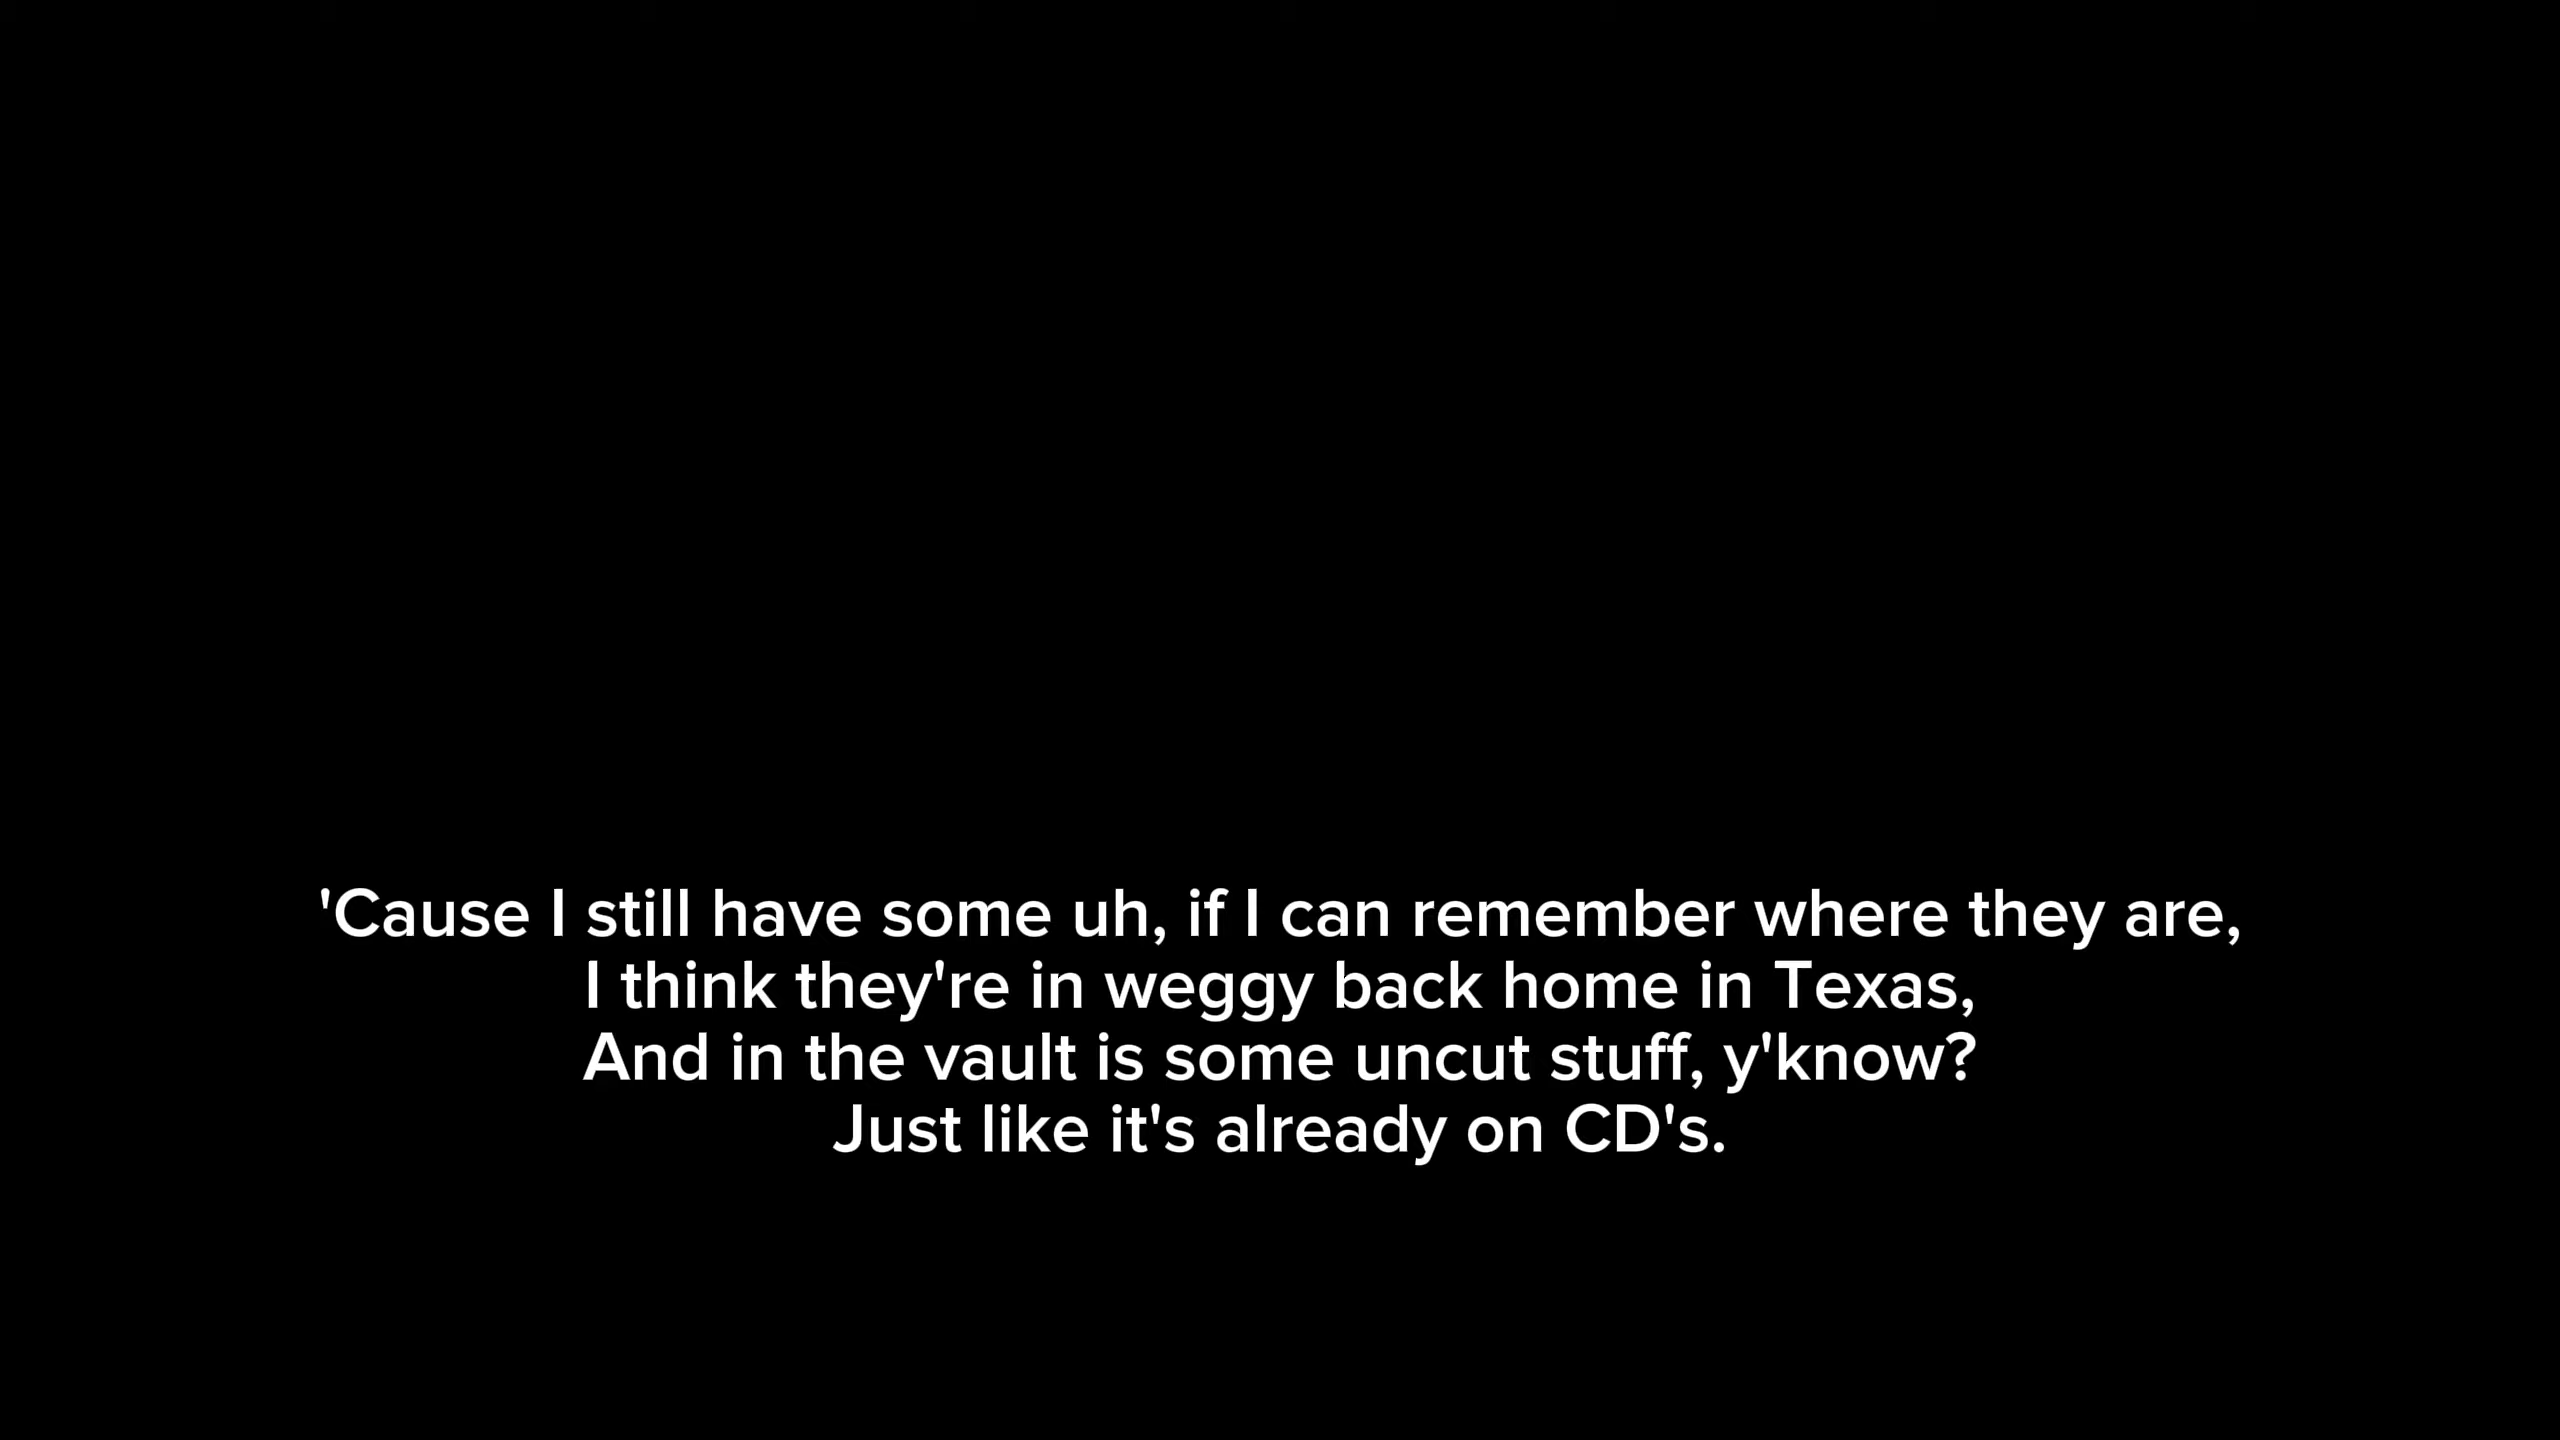 'Cause I still have some uh, if I can remember where they are,
I think they're in weggy back home in Texas,
And in the vault is some uncut stuff, y'know?
Just like it's already on CD's.